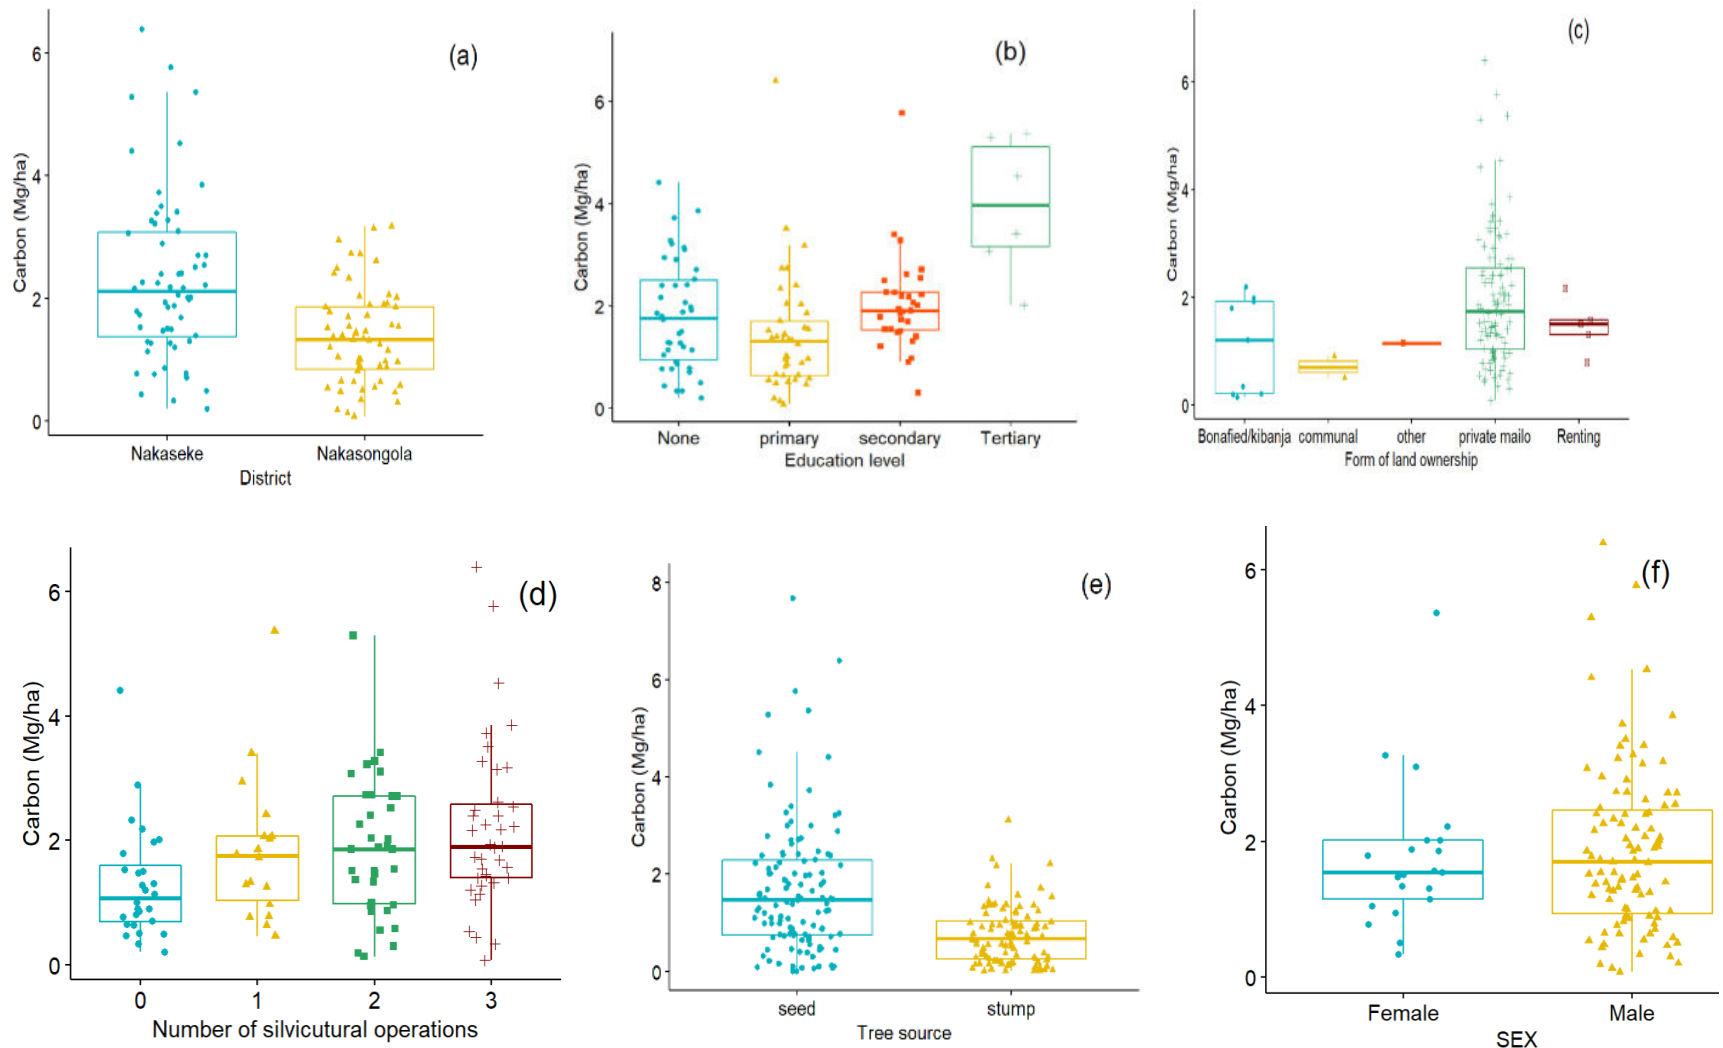 (a)
Carbon (Mg/ha)
6
4
2
0
Nakaseke Nakasongola
District
(b)
Carbon (Mg/ha)
6
4
2
0
None primary secondary Tertiary
Education level
(c)
Carbon (Mg/ha)
6
4
2
0
Bonafied/kibanja communal other private mailo Renting
Form of land ownership
(d)
Carbon (Mg/ha)
6
4
2
0
0 1 2 3
Number of silvicutural operations
(e)
Carbon (Mg/ha)
8
6
4
2
0
seed stump
Tree source
(f)
Carbon (Mg/ha)
6
4
2
0
Female Male
SEX